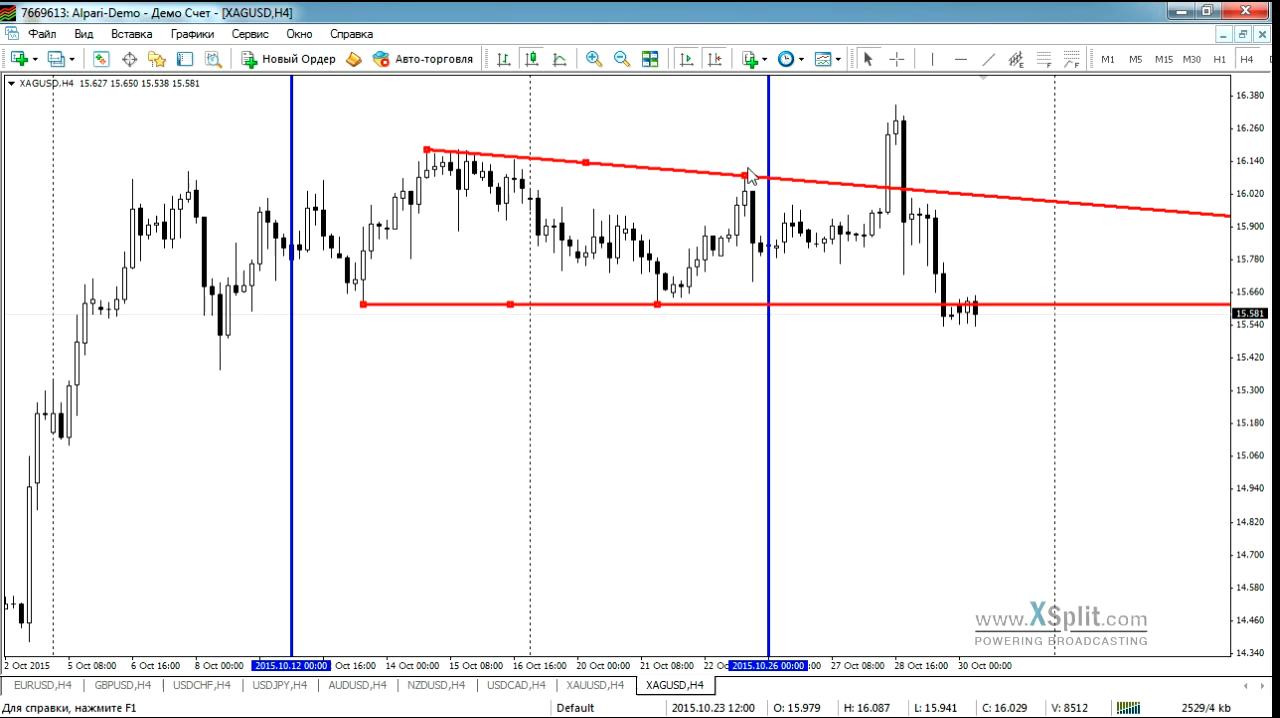 7669613: Alpari-Demo - Демо Счет - [XAGUSD,H4]
Файл Вид Вставка Графики Сервис Окно Справка
Новый Ордер Авто-торговля M1 M5 M15 M30 H1 H4
XAGUSD,H4 15.627 15.650 15.538 15.581
16.380
16.260
16.140
16.020
15.900
15.780
15.660
15.581
15.540
15.420
15.300
15.180
15.060
14.940
14.820
14.700
14.580
14.460
14.340
www.XSplit.com
POWERING BROADCASTING
2 Oct 2015 5 Oct 08:00 6 Oct 16:00 8 Oct 00:00 2015.10.12 00:00 Oct 16:00 14 Oct 00:00 15 Oct 08:00 16 Oct 16:00 20 Oct 00:00 21 Oct 08:00 22 Oc 2015.10.26 00:00 :00 27 Oct 08:00 28 Oct 16:00 30 Oct 00:00
EURUSD,H4 GBPUSD,H4 USDCHF,H4 USDJPY,H4 AUDUSD,H4 NZDUSD,H4 USDCAD,H4 XAUUSD,H4 XAGUSD,H4
Для справки, нажмите F1 Default 2015.10.23 12:00 O: 15.979 H: 16.087 L: 15.941 C: 16.029 V: 8512 2529/4 kb